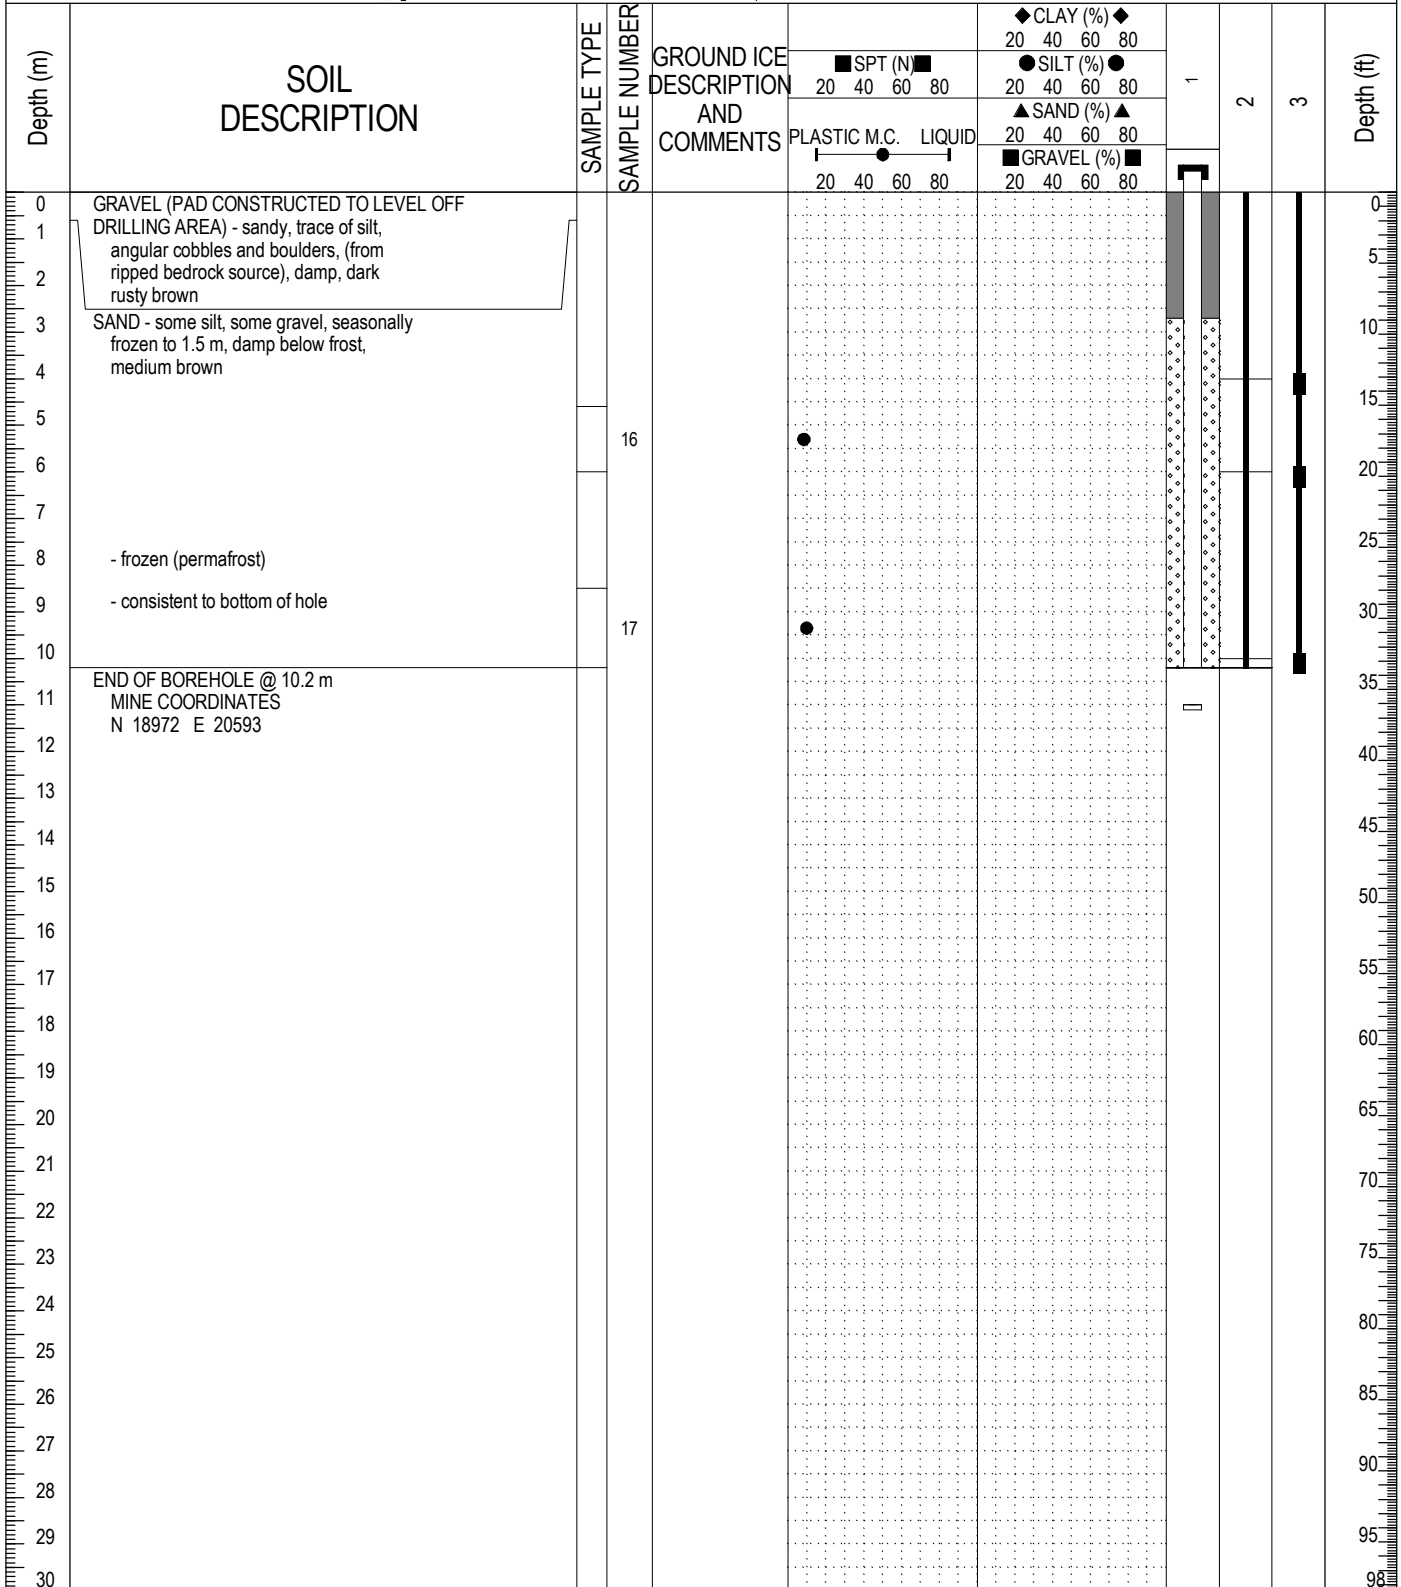 Depth (m)
SOIL
DESCRIPTION
SAMPLE TYPE
SAMPLE NUMBER
GROUND ICE
DESCRIPTION
AND
COMMENTS
■ SPT (N) ■
20 40 60 80
PLASTIC M.C. LIQUID
20 40 60 80
◆ CLAY (%) ◆
20 40 60 80
● SILT (%) ●
20 40 60 80
▲ SAND (%) ▲
20 40 60 80
■ GRAVEL (%) ■
20 40 60 80
1
2
3
Depth (ft)
0
1
2
3
4
5
6
7
8
9
10
11
12
13
14
15
16
17
18
19
20
21
22
23
24
25
26
27
28
29
30
GRAVEL (PAD CONSTRUCTED TO LEVEL OFF
DRILLING AREA) - sandy, trace of silt,
angular cobbles and boulders, (from
ripped bedrock source), damp, dark
rusty brown
SAND - some silt, some gravel, seasonally
frozen to 1.5 m, damp below frost,
medium brown
- frozen (permafrost)
- consistent to bottom of hole
END OF BOREHOLE @ 10.2 m
MINE COORDINATES
N 18972 E 20593
16
17
0
5
10
15
20
25
30
35
40
45
50
55
60
65
70
75
80
85
90
95
98